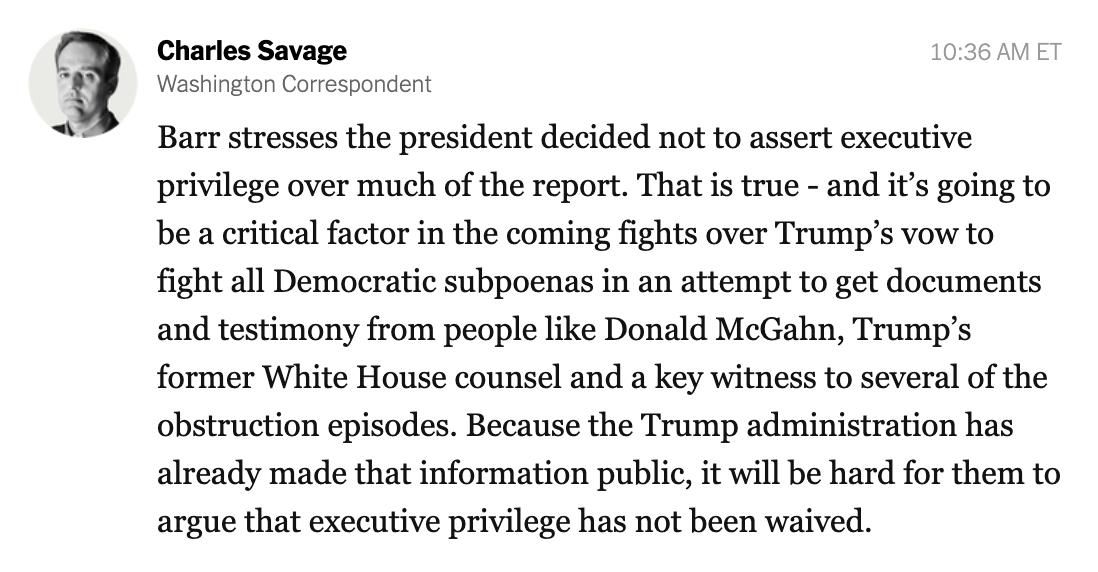 Charles Savage
10:36 AM ET
Washington Correspondent
Barr stresses the president decided not to assert executive
privilege over much of the report. That is true - and it’s going to
be a critical factor in the coming fights over Trump’s vow to
fight all Democratic subpoenas in an attempt to get documents
and testimony from people like Donald McGahn, Trump’s
former White House counsel and a key witness to several of the
obstruction episodes. Because the Trump administration has
already made that information public, it will be hard for them to
argue that executive privilege has not been waived.